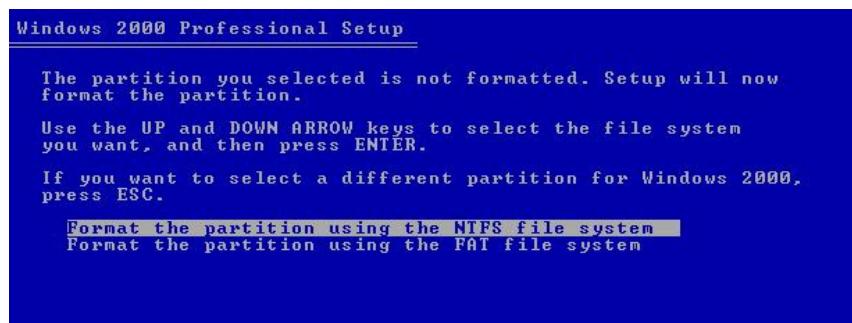 Windows 2000 Professional Setup
The partition you selected is not formatted. Setup will now
format the partition.
Use the UP and DOWN ARROW keys to select the file system
you want, and then press ENTER.
If you want to select a different partition for Windows 2000,
press ESC.
Format the partition using the NTFS file system
Format the partition using the FAT file system